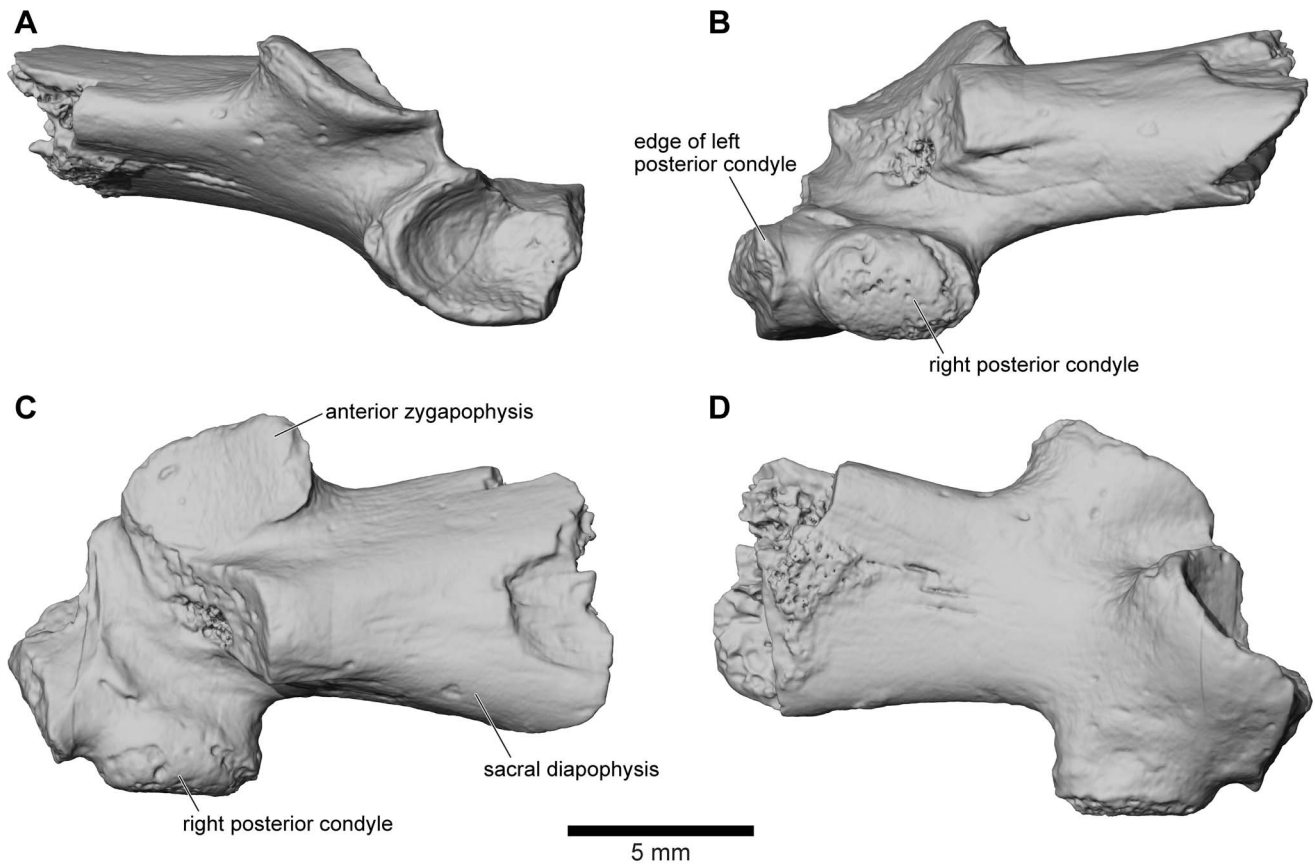 A
B
edge of left
posterior condyle
right posterior condyle
C
anterior zygapophysis
D
sacral diapophysis
right posterior condyle
5 mm